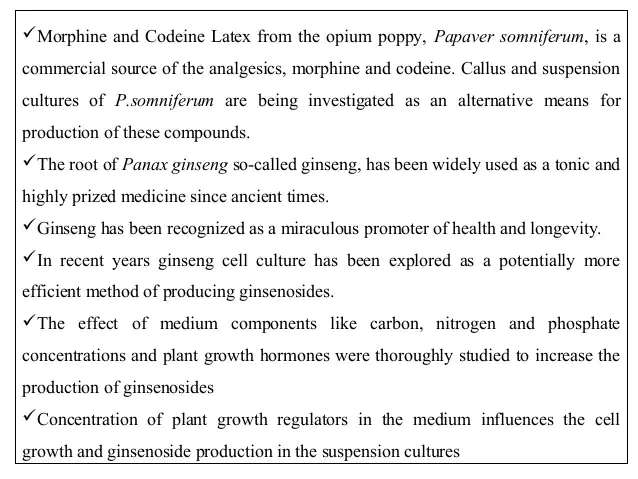 ✓Morphine and Codeine Latex from the opium poppy, Papaver somniferum, is a
commercial source of the analgesics, morphine and codeine. Callus and suspension
cultures of P.somniferum are being investigated as an alternative means for
production of these compounds.
✓The root of Panax ginseng so-called ginseng, has been widely used as a tonic and
highly prized medicine since ancient times.
✓Ginseng has been recognized as a miraculous promoter of health and longevity.
✓In recent years ginseng cell culture has been explored as a potentially more
efficient method of producing ginsenosides.
✓The effect of medium components like carbon, nitrogen and phosphate
concentrations and plant growth hormones were thoroughly studied to increase the
production of ginsenosides
✓Concentration of plant growth regulators in the medium influences the cell
growth and ginsenoside production in the suspension cultures